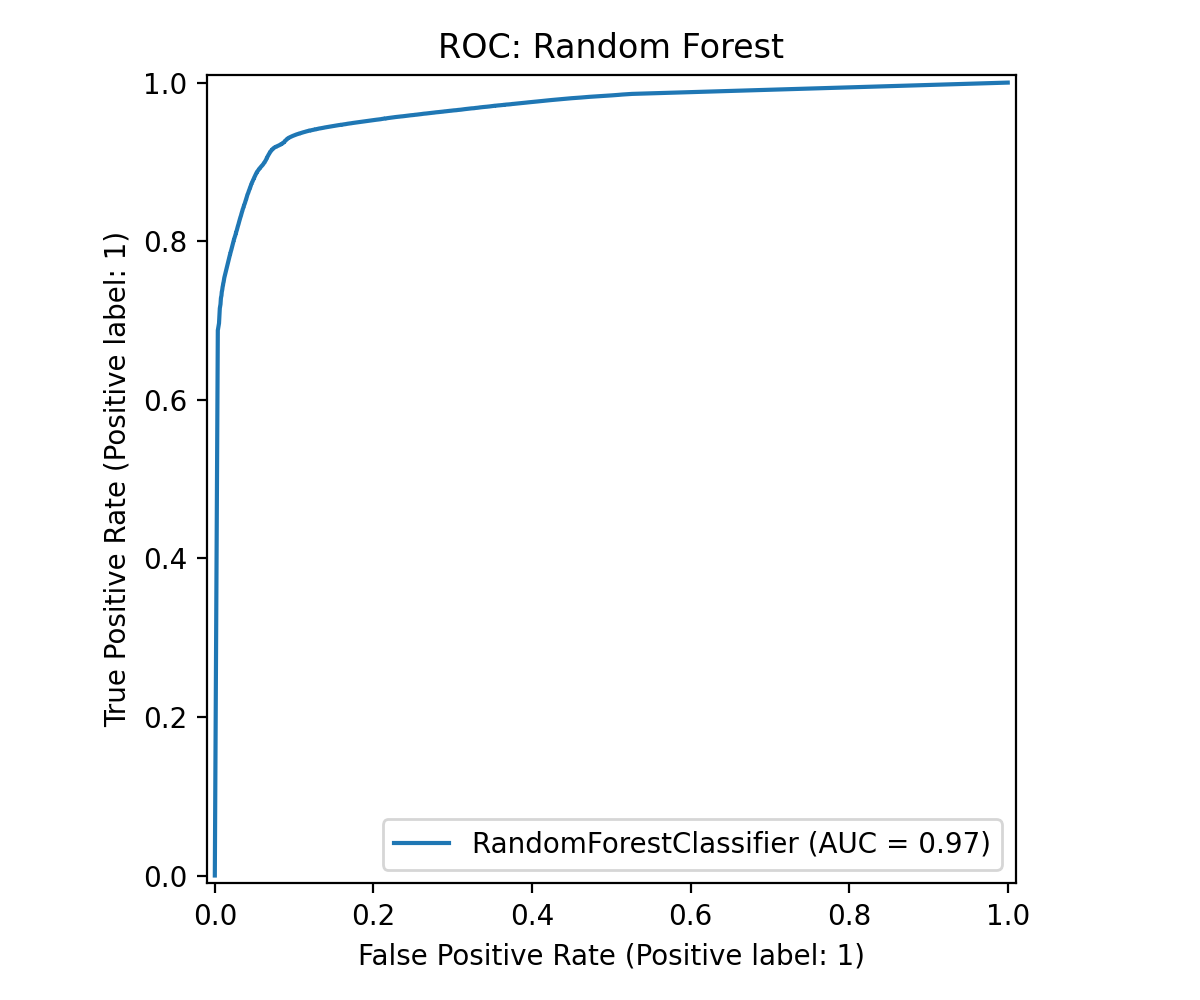 ROC: Random Forest
True Positive Rate (Positive label: 1)
1.0
0.8
0.6
0.4
0.2
0.0
RandomForestClassifier (AUC = 0.97)
0.0 0.2 0.4 0.6 0.8 1.0
False Positive Rate (Positive label: 1)